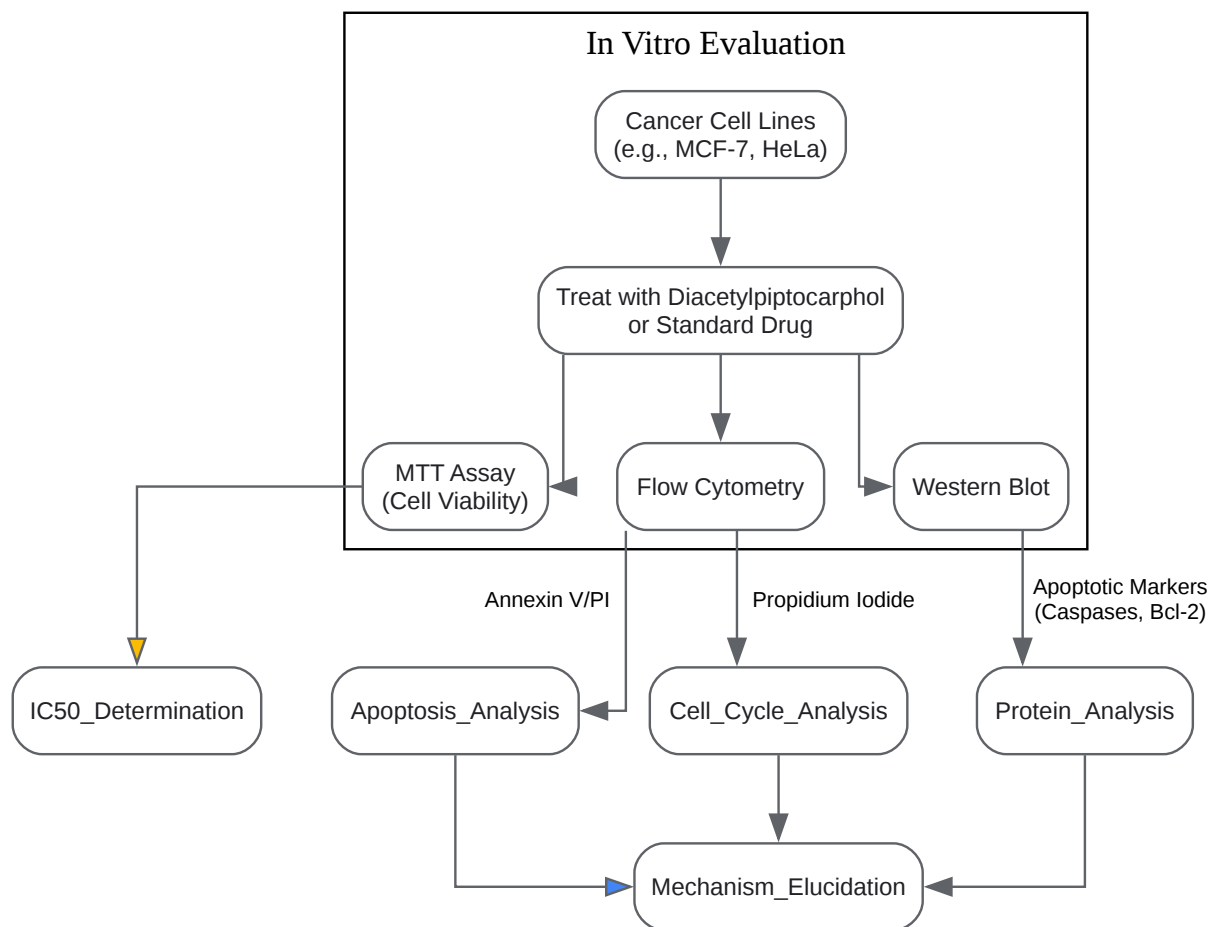 In Vitro Evaluation
Cancer Cell Lines
(e.g., MCF-7, HeLa)
Treat with Diacetylpiptocarphol
or Standard Drug
MTT Assay
(Cell Viability)
Flow Cytometry
Western Blot
Annexin V/PI
Propidium Iodide
Apoptotic Markers
(Caspases, Bcl-2)
IC50_Determination
Apoptosis_Analysis
Cell_Cycle_Analysis
Protein_Analysis
Mechanism_Elucidation